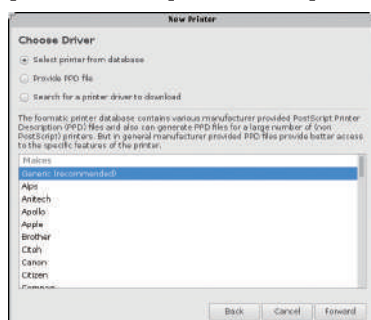 New Printer
Choose Driver
Select printer from database
Provide PPD file
Search for a printer driver to download
The foomatic printer database contains various manufacturer provided PostScript Printer
Description (PPD) files and also can generate PPD files for a large number of (non
PostScript) printers. But in general manufacturer provided PPD files provide better access
to the specific features of the printer.
Makes
Generic (recommended)
Alps
Anitech
Apollo
Apple
Brother
Citoh
Canon
Citizen
Compaq
Back Cancel Forward